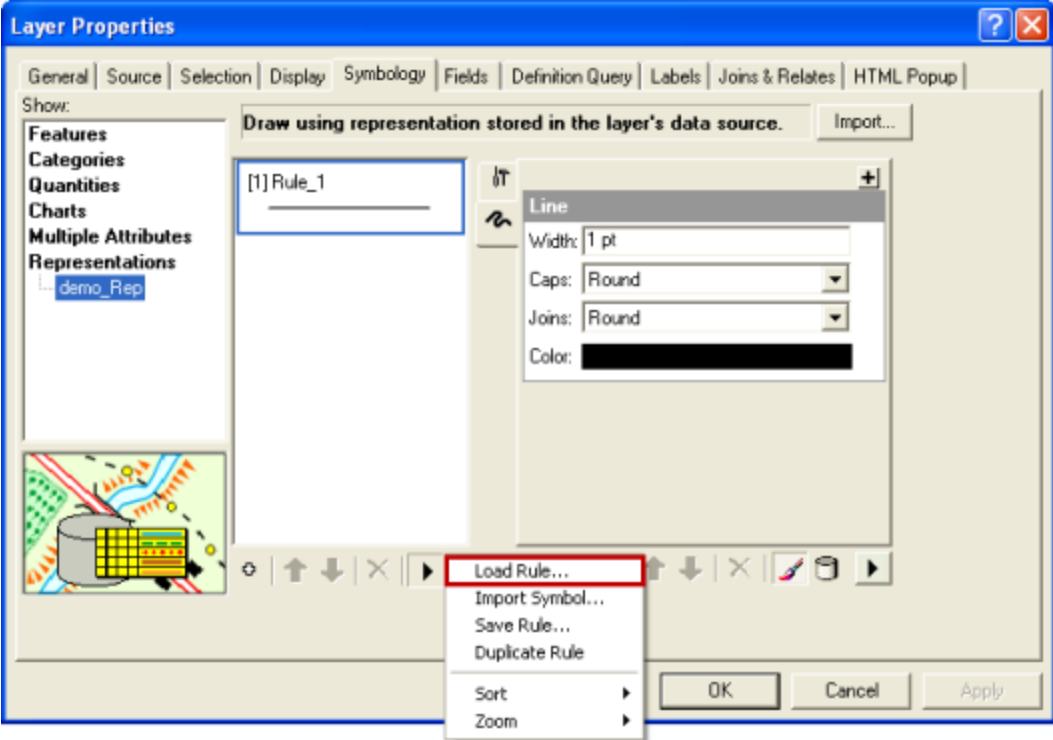 Layer Properties
General Source Selection Display Symbology Fields Definition Query Labels Joins & Relates HTML Popup
Show:
Features
Categories
Quantities
Charts
Multiple Attributes
Representations
demo_Rep
Draw using representation stored in the layer's data source.
Import...
[1] Rule_1
Line
Width: 1 pt
Caps: Round
Joins: Round
Color:
Load Rule...
Import Symbol...
Save Rule...
Duplicate Rule
Sort
Zoom
OK Cancel Apply